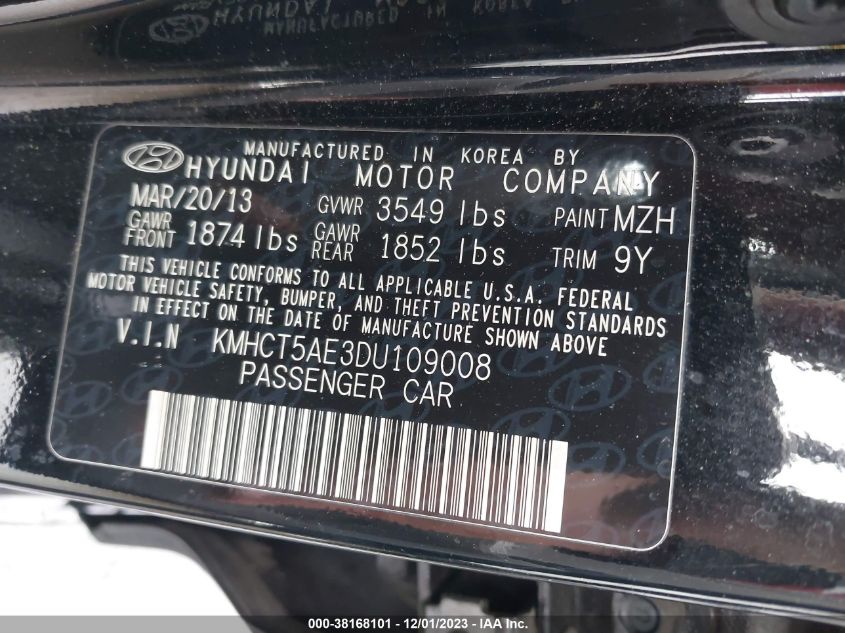 HYUNDAI MO
MANUFACTURED IN KOREA BY
HYUNDAI MOTOR COMPANY
MAR/20/13 GVWR 3549 lbs PAINT MZH
GAWR FRONT 1874 lbs GAWR REAR 1852 lbs TRIM 9Y
THIS VEHICLE CONFORMS TO ALL APPLICABLE U.S.A. FEDERAL
MOTOR VEHICLE SAFETY, BUMPER, AND THEFT PREVENTION STANDARDS
IN EFFECT ON THE DATE OF MANUFACTURE SHOWN ABOVE
V.I.N KMHCT5AE3DU109008
PASSENGER CAR
000-38168101 - 12/01/2023 - IAA Inc.